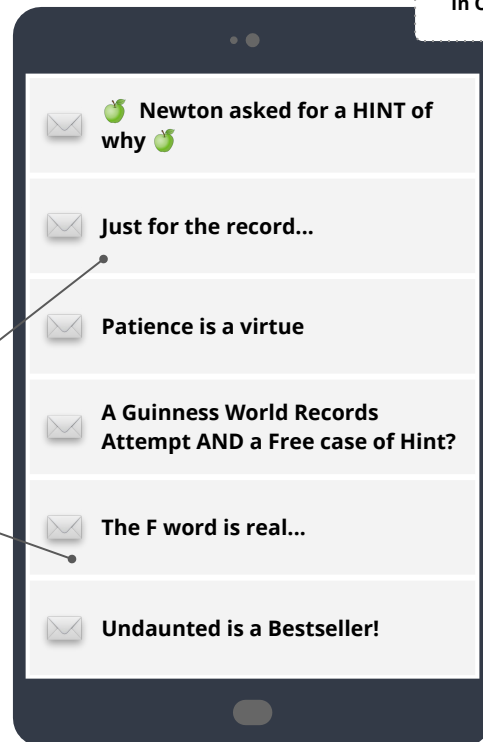 In C
🍏 Newton asked for a HINT of
why 🍏
Just for the record...
Patience is a virtue
A Guinness World Records
Attempt AND a Free case of Hint?
The F word is real...
Undaunted is a Bestseller!